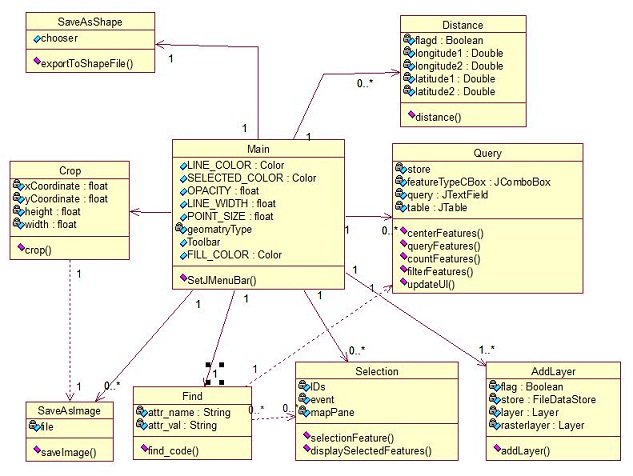 SaveAsShape
chooser
exportToShapeFile()
1
1
Distance
flagd : Boolean
longitude1 : Double
longitude2 : Double
latitude1 : Double
latitude2 : Double
distance()
0..*
1
Main
LINE_COLOR : Color
SELECTED_COLOR : Color
OPACITY : float
LINE_WIDTH : float
POINT_SIZE : float
geomatryType
Toolbar
FILL_COLOR : Color
SetJMenuBar()
Crop
xCoordinate : float
yCoordinate : float
height : float
width : float
crop()
Query
store
featureTypeCBox : JComboBox
query : JTextField
table : JTable
centerFeatures()
queryFeatures()
countFeatures()
filterFeatures()
updateUI()
1
0..*
1
1
1
1
1
1
1
1
0..*
1
1
0..*
1..*
SaveAsImage
file
saveImage()
Find
attr_name : String
attr_val : String
find_code()
0..*
0..
Selection
IDs
event
mapPane
selectionFeature()
displaySelectedFeatures()
AddLayer
flag : Boolean
store : FileDataStore
layer : Layer
rasterlayer : Layer
addLayer()